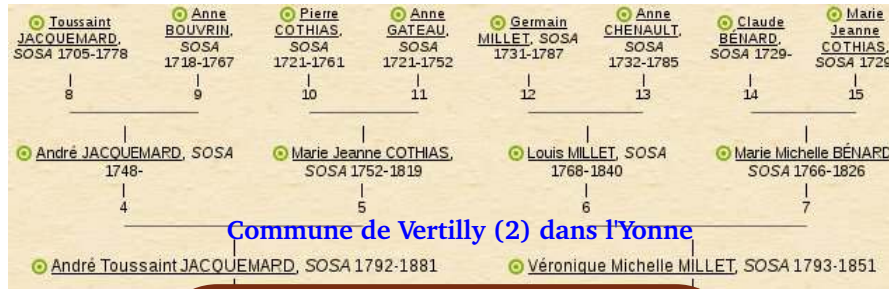 Toussaint JACQUEMARD, SOSA 1705-1778
Anne BOUVRIN, SOSA 1718-1767
Pierre COTHIAS, SOSA 1721-1761
Anne GATEAU, SOSA 1721-1752
Germain MILLET, SOSA 1731-1787
Anne CHENAULT, SOSA 1732-1785
Claude BÉNARD, SOSA 1729-
Marie Jeanne COTHIAS, SOSA 1729
8 9 10 11 12 13 14 15
André JACQUEMARD, SOSA 1748-
Marie Jeanne COTHIAS, SOSA 1752-1819
Louis MILLET, SOSA 1768-1840
Marie Michelle BÉNARD SOSA 1766-1826
4 5 6 7
Commune de Vertilly (2) dans l'Yonne
André Toussaint JACQUEMARD, SOSA 1792-1881
Véronique Michelle MILLET, SOSA 1793-1851